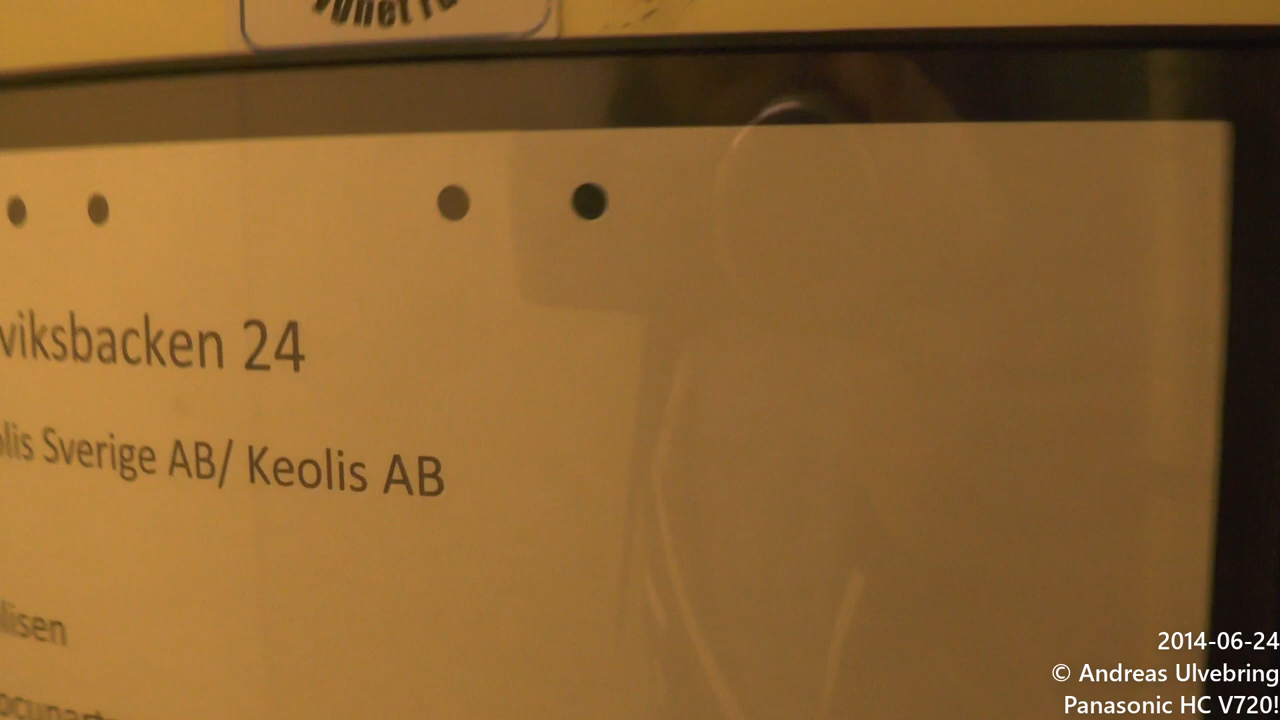 viksbacken 24
olis Sverige AB/ Keolis AB
lisen
2014-06-24
© Andreas Ulvebring
Panasonic HC V720!